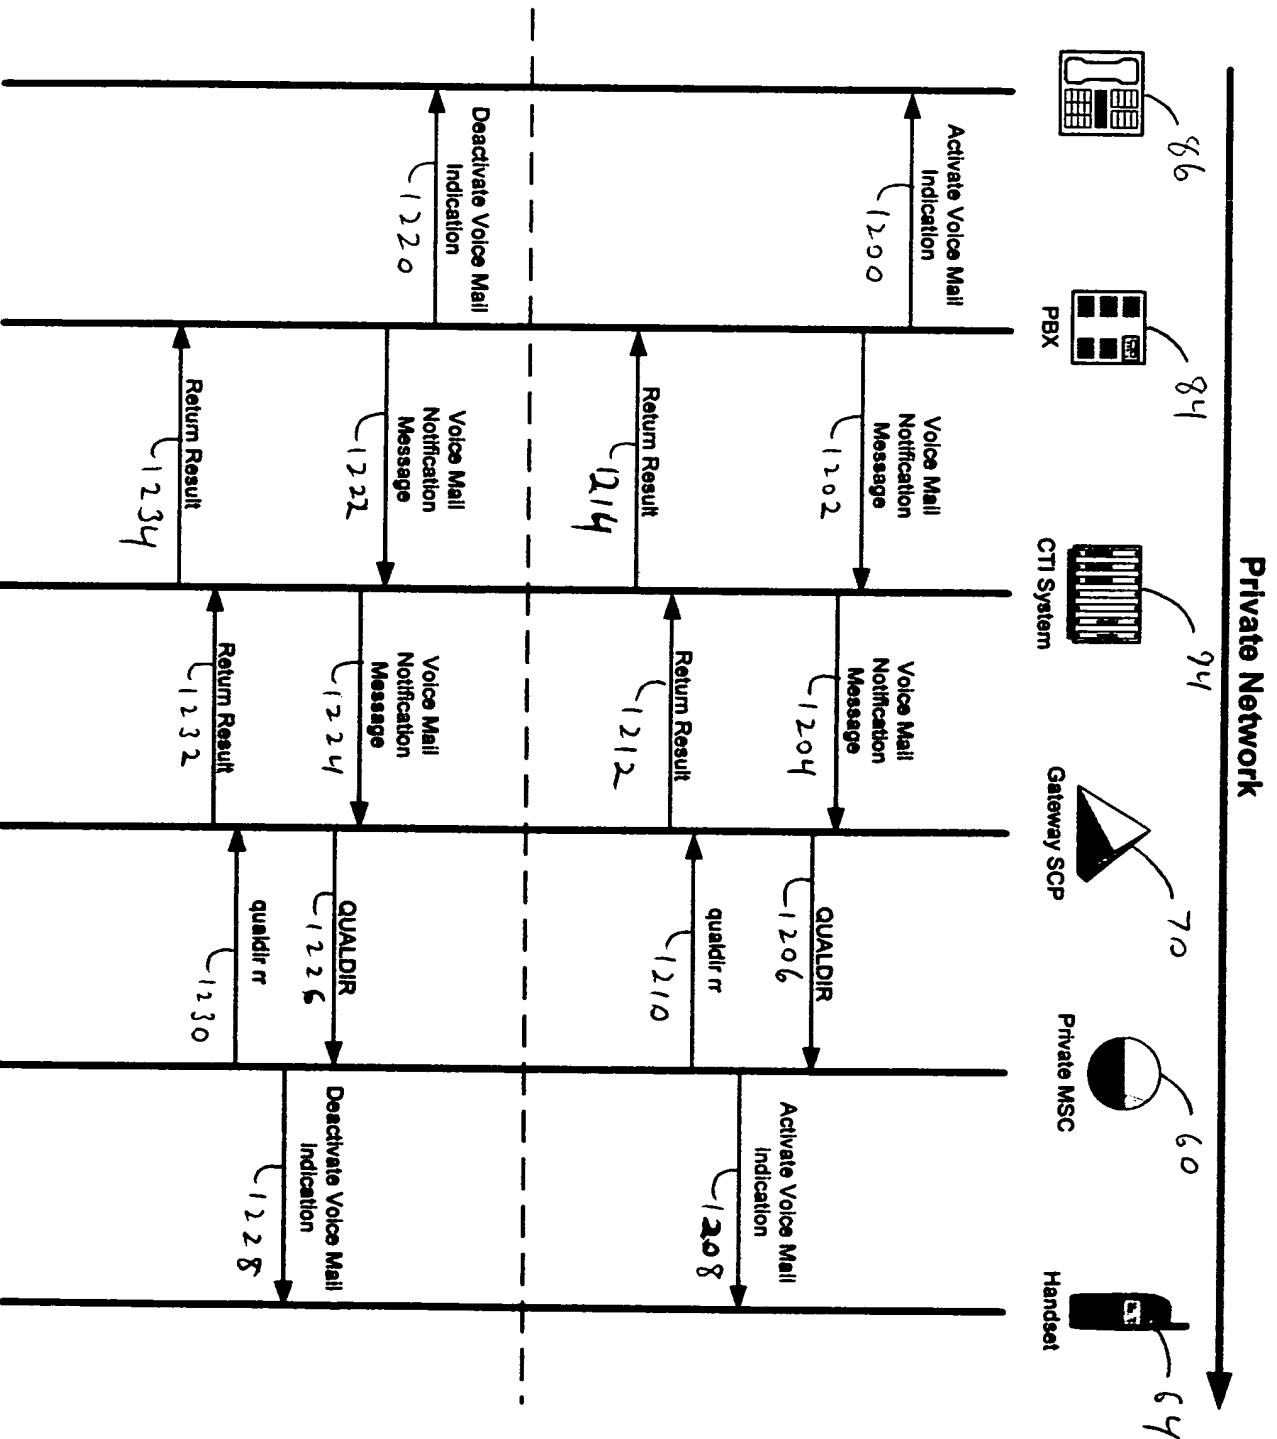 Private Network
86
84
94
70
60
64
PBX
CTI System
Gateway SCP
Private MSC
Handset
Activate Voice Mail
Indication
1200
Voice Mail
Notification
Message
1202
Voice Mail
Notification
Message
1204
QUALDIR
1206
Activate Voice Mail
Indication
1208
qualdir rr
1210
Return Result
1212
Return Result
1214
Deactivate Voice Mail
Indication
1220
Voice Mail
Notification
Message
1222
Voice Mail
Notification
Message
1224
QUALDIR
1226
Deactivate Voice Mail
Indication
1228
qualdir rr
1230
Return Result
1232
Return Result
1234